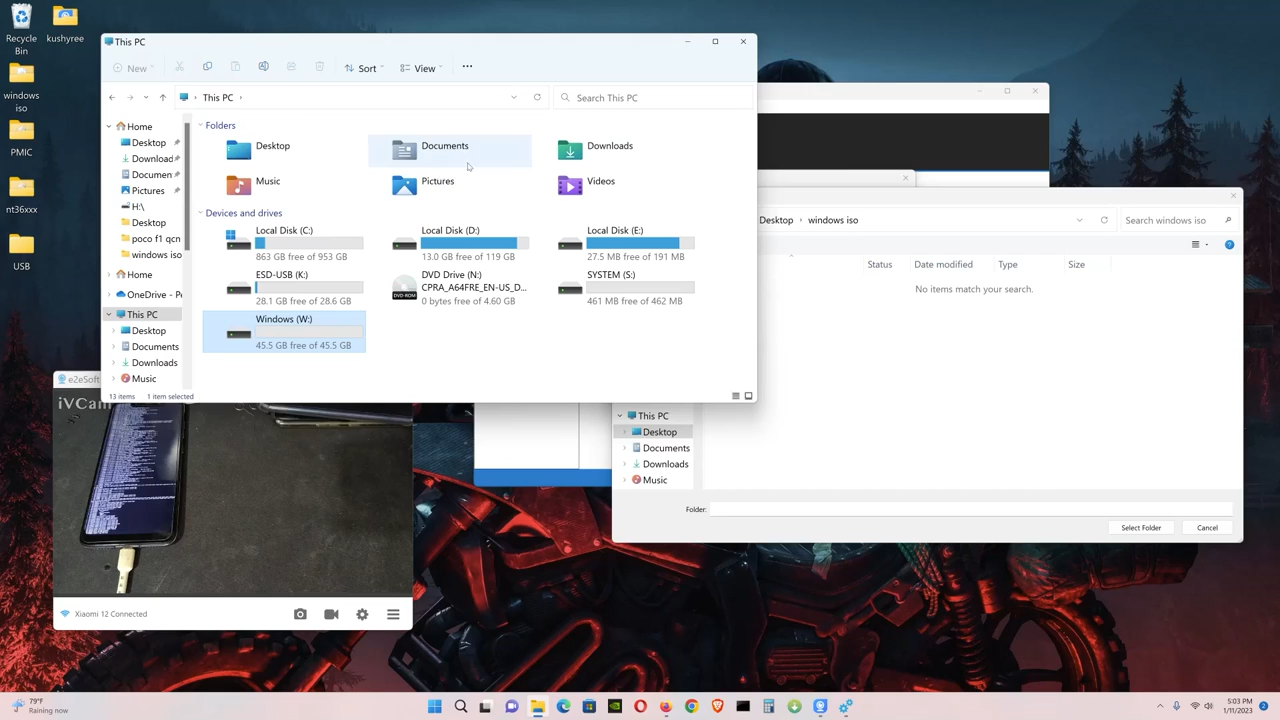 Recycle
Bin
kushyree
windows
iso
PMIC
nt36xxx
USB
This PC
New
Sort
View
This PC
Search This PC
Home
Desktop
Download
Documen
Pictures
H:\
Desktop
poco f1 qcn
windows iso
Home
OneDrive - Pe
This PC
Desktop
Documents
Downloads
Music
Folders
Desktop
Documents
Downloads
Music
Pictures
Videos
Devices and drives
Local Disk (C:)
863 GB free of 953 GB
Local Disk (D:)
13.0 GB free of 119 GB
Local Disk (E:)
27.5 MB free of 191 MB
ESD-USB (K:)
28.1 GB free of 28.6 GB
DVD Drive (N:)
CPRA_A64FRE_EN-US_D...
0 bytes free of 4.60 GB
SYSTEM (S:)
461 MB free of 462 MB
Windows (W:)
45.5 GB free of 45.5 GB
13 items
1 item selected
Desktop
windows iso
Search windows iso
Status
Date modified
Type
Size
No items match your search.
This PC
Desktop
Documents
Downloads
Music
Folder:
Select Folder
Cancel
e2eSoft
iVCam
Xiaomi 12 Connected
79°F
Raining now
5:03 PM
1/11/2023